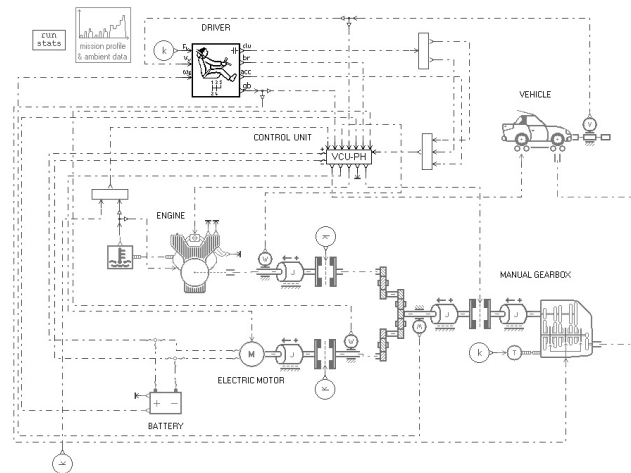 DRIVER
run
stats
mission profile
& ambient data
k
clu
br
acc
gb
VEHICLE
V
CONTROL UNIT
VCU-PH
ENGINE
k
W
J
MANUAL GEARBOX
J
J
W
k
T
M
J
W
ELECTRIC MOTOR
k
+ -
BATTERY
k